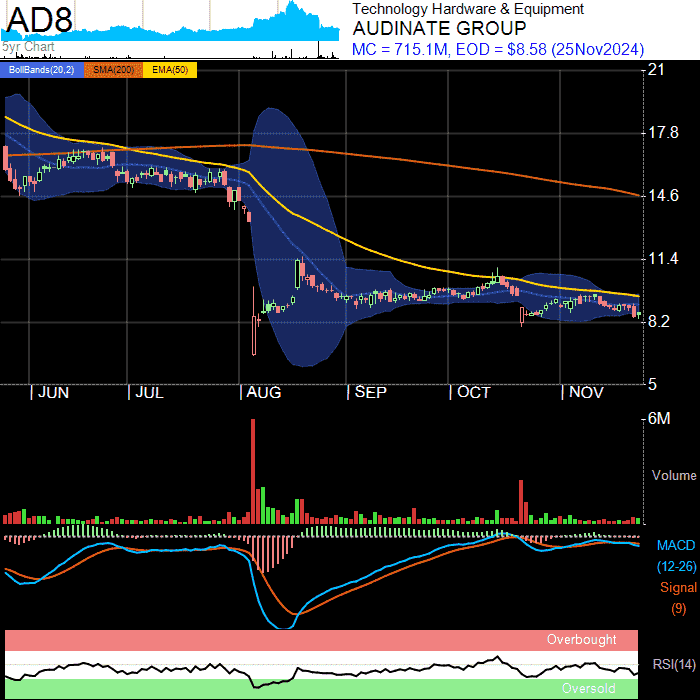 AD8
5yr Chart
Technology Hardware & Equipment
AUDINATE GROUP
MC = 715.1M, EOD = $8.58 (25Nov2024)
BollBands(20,2) SMA(200) EMA(50)
21
17.8
14.6
11.4
8.2
5
JUN JUL AUG SEP OCT NOV
6M
Volume
MACD
(12-26)
Signal
(9)
Overbought
RSI(14)
Oversold